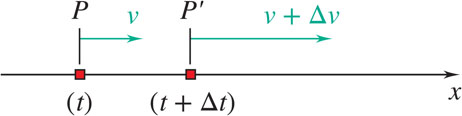 P v P′ v + Δv
(t) (t + Δt) x